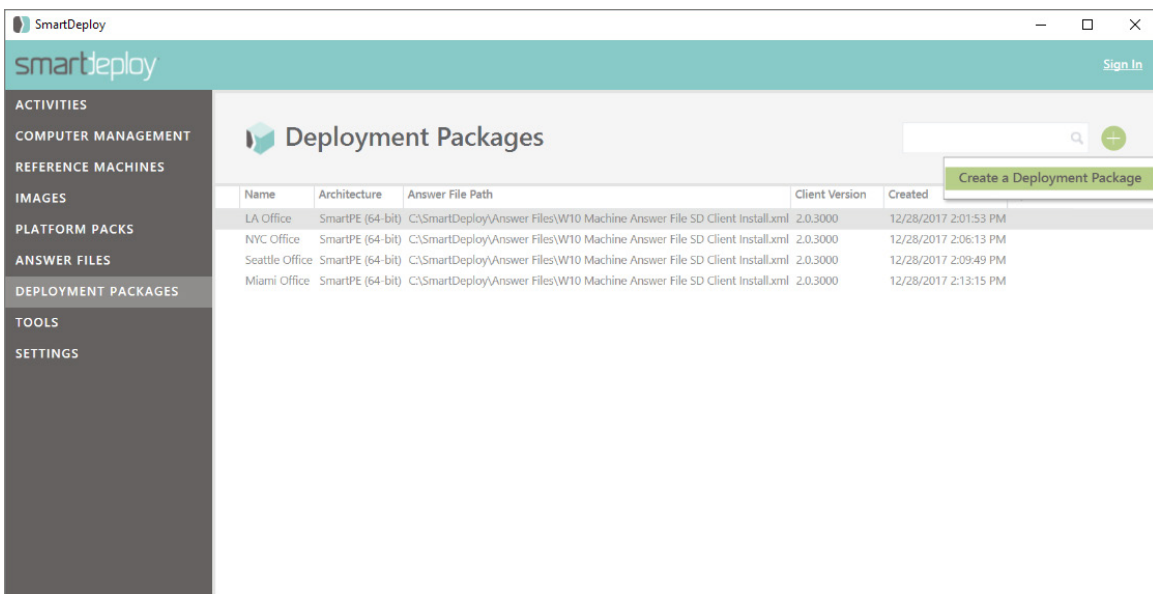 SmartDeploy
smartdeploy
Sign In
ACTIVITIES
COMPUTER MANAGEMENT
REFERENCE MACHINES
IMAGES
PLATFORM PACKS
ANSWER FILES
DEPLOYMENT PACKAGES
TOOLS
SETTINGS
Deployment Packages
Create a Deployment Package
Name Architecture Answer File Path Client Version Created
LA Office SmartPE (64-bit) C:\SmartDeploy\Answer Files\W10 Machine Answer File SD Client Install.xml 2.0.3000 12/28/2017 2:01:53 PM
NYC Office SmartPE (64-bit) C:\SmartDeploy\Answer Files\W10 Machine Answer File SD Client Install.xml 2.0.3000 12/28/2017 2:06:13 PM
Seattle Office SmartPE (64-bit) C:\SmartDeploy\Answer Files\W10 Machine Answer File SD Client Install.xml 2.0.3000 12/28/2017 2:09:49 PM
Miami Office SmartPE (64-bit) C:\SmartDeploy\Answer Files\W10 Machine Answer File SD Client Install.xml 2.0.3000 12/28/2017 2:13:15 PM